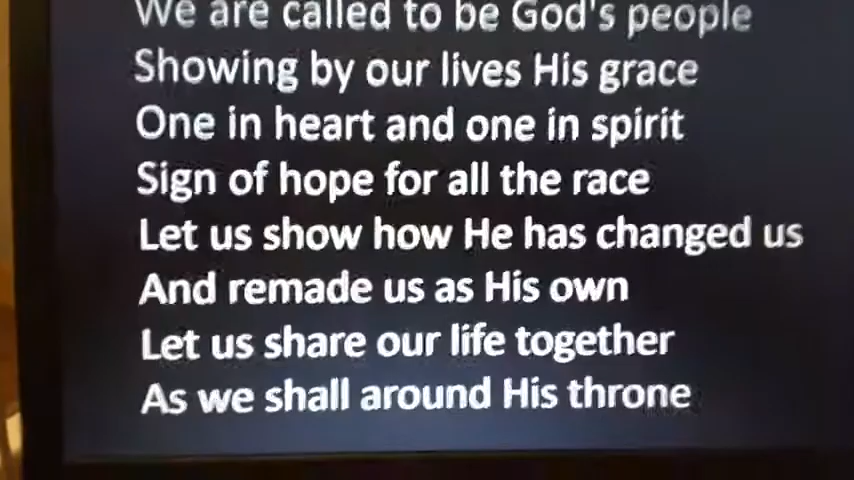 We are called to be God's people
Showing by our lives His grace
One in heart and one in spirit
Sign of hope for all the race
Let us show how He has changed us
And remade us as His own
Let us share our life together
As we shall around His throne